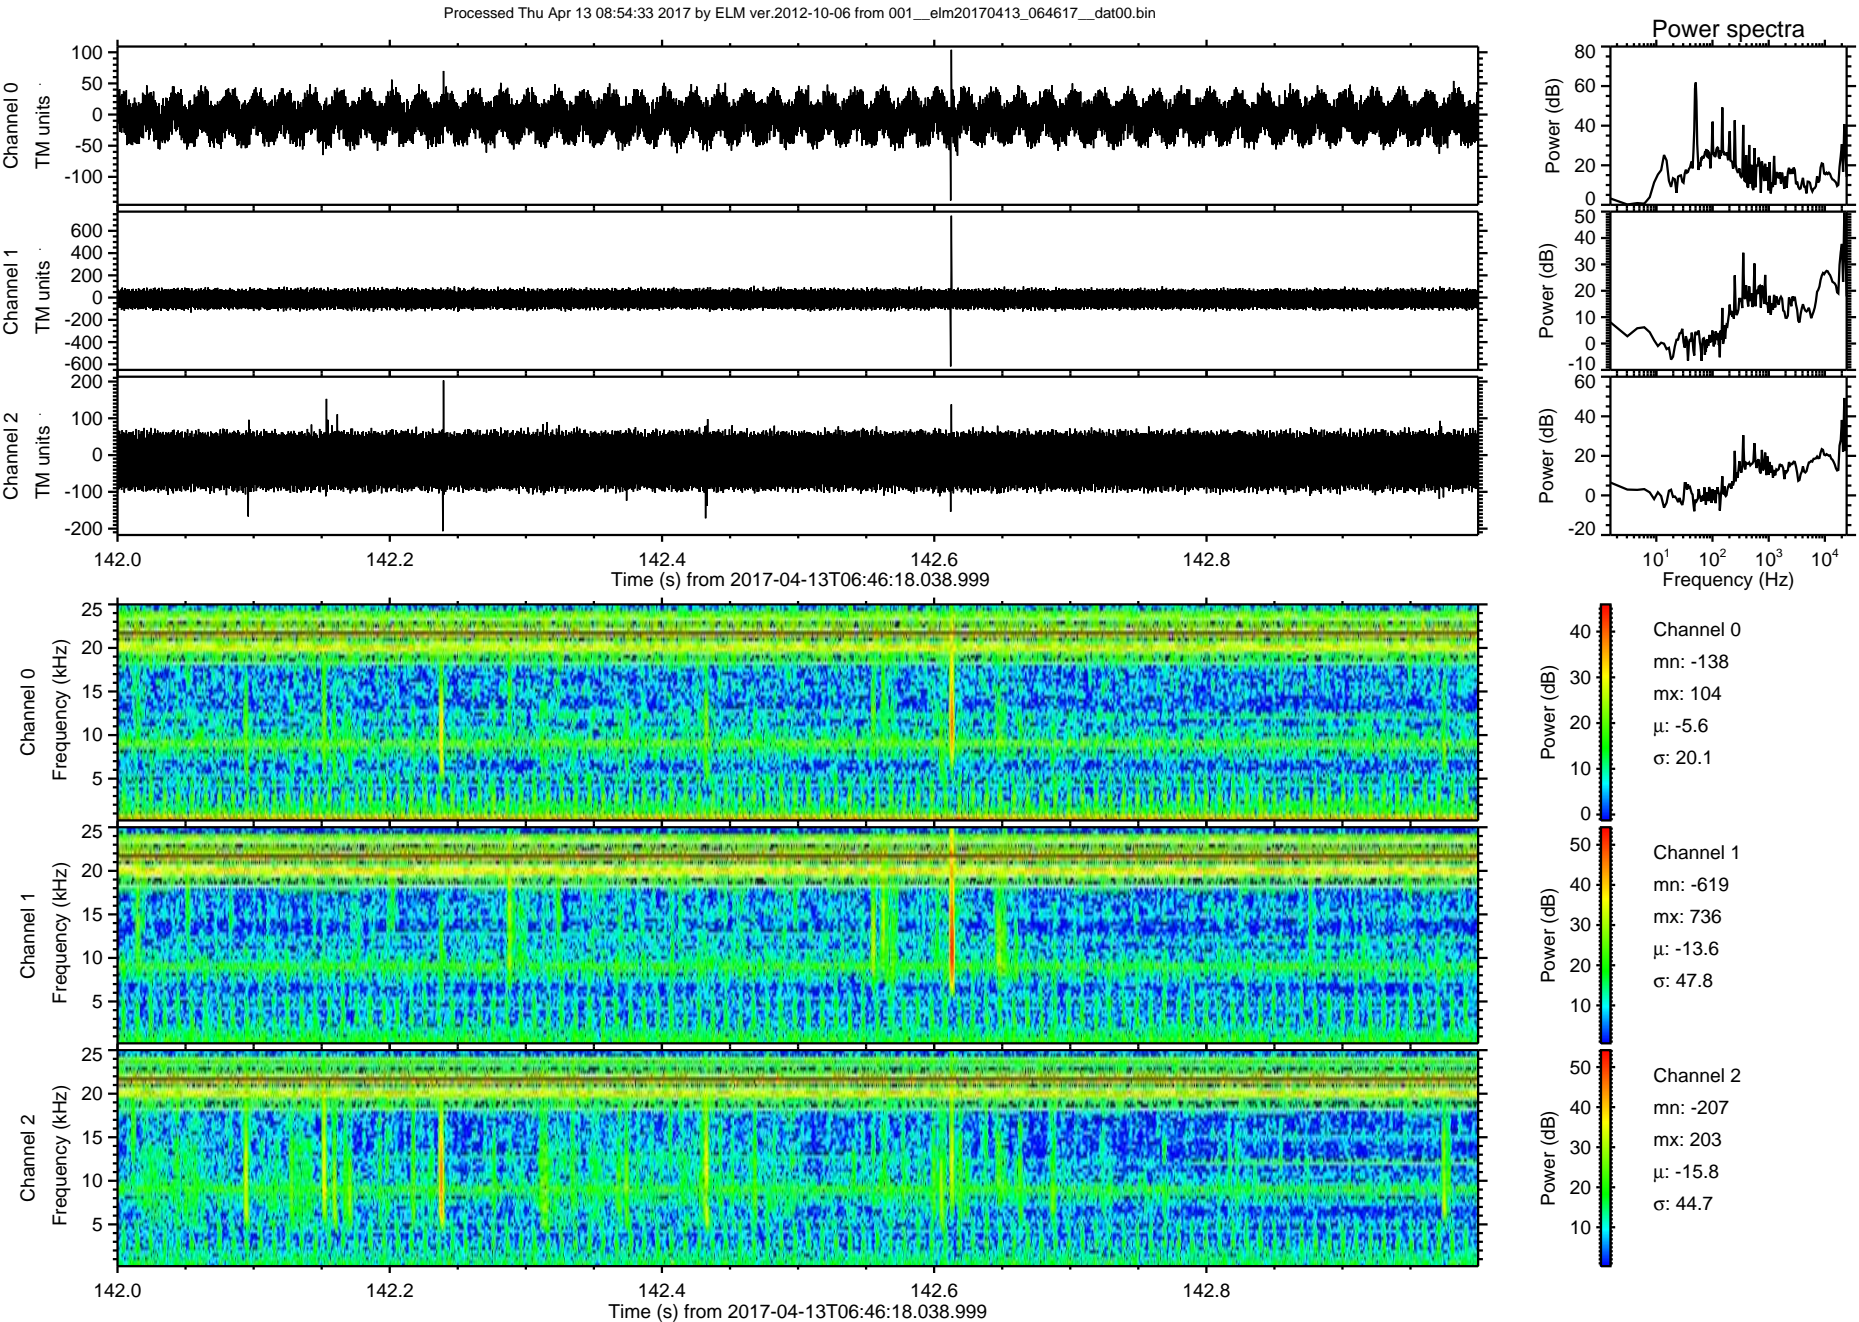 Processed Thu Apr 13 08:54:33 2017 by ELM ver.2012-10-06 from 001__elm20170413_064617__dat00.bin
Power spectra
Channel 0
TM units
100
50
0
-50
-100
Power (dB)
80
60
40
20
0
Channel 1
TM units
600
400
200
0
-200
-400
-600
Power (dB)
50
40
30
20
10
0
-10
Channel 2
TM units
200
100
0
-100
-200
Power (dB)
60
40
20
0
-20
142.0 142.2 142.4 142.6 142.8
Time (s) from 2017-04-13T06:46:18.038.999
10¹ 10² 10³ 10⁴
Frequency (Hz)
Channel 0
Frequency (kHz)
25
20
15
10
5
Power (dB)
40
30
20
10
0
Channel 0
mn: -138
mx: 104
μ: -5.6
σ: 20.1
Channel 1
Frequency (kHz)
25
20
15
10
5
Power (dB)
50
40
30
20
10
Channel 1
mn: -619
mx: 736
μ: -13.6
σ: 47.8
Channel 2
Frequency (kHz)
25
20
15
10
5
Power (dB)
50
40
30
20
10
Channel 2
mn: -207
mx: 203
μ: -15.8
σ: 44.7
142.0 142.2 142.4 142.6 142.8
Time (s) from 2017-04-13T06:46:18.038.999